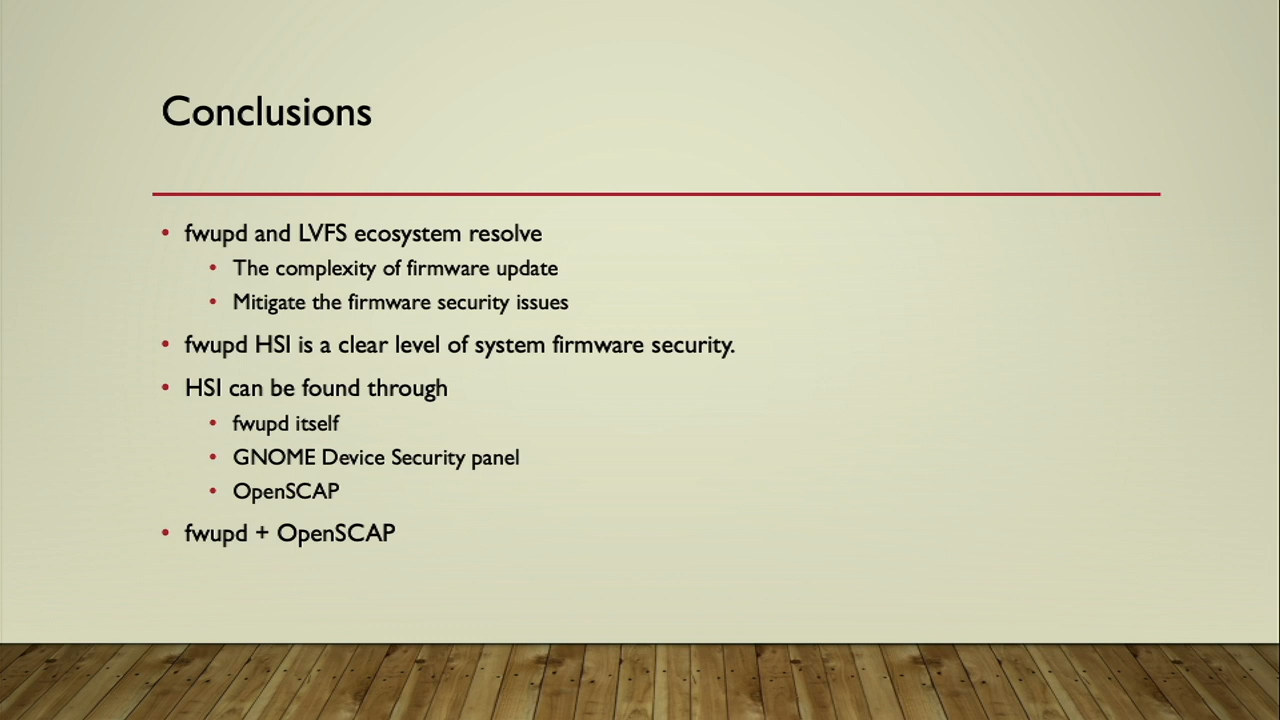 Conclusions
• fwupd and LVFS ecosystem resolve
• The complexity of firmware update
• Mitigate the firmware security issues
• fwupd HSI is a clear level of system firmware security.
• HSI can be found through
• fwupd itself
• GNOME Device Security panel
• OpenSCAP
• fwupd + OpenSCAP